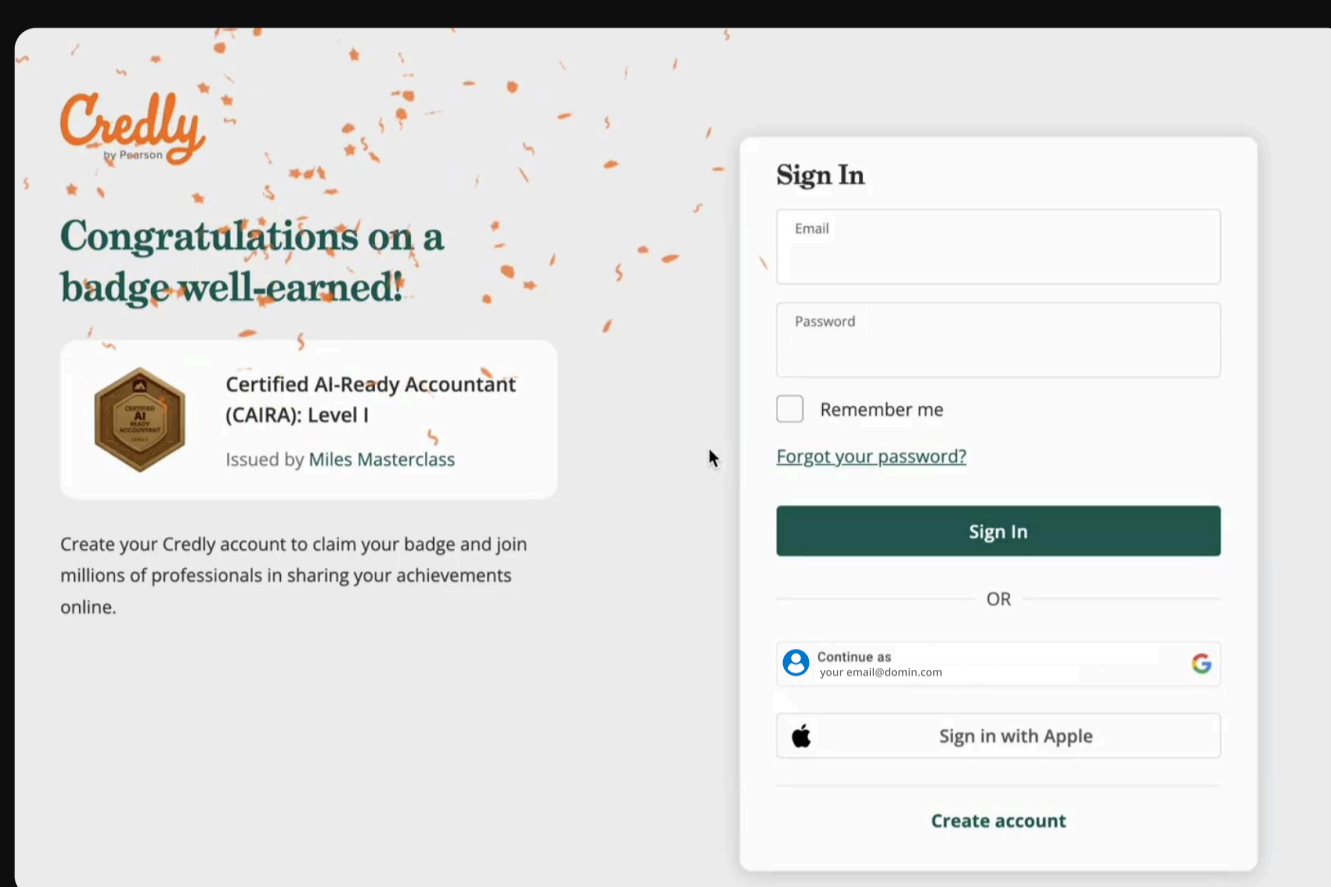 Credly
by Pearson
Congratulations on a
badge well-earned!
CERTIFIED
AI
READY
ACCOUNTANT
Certified AI-Ready Accountant
(CAIRA): Level I
Issued by Miles Masterclass
Create your Credly account to claim your badge and join
millions of professionals in sharing your achievements
online.
Sign In
Email
Password
Remember me
Forgot your password?
Sign In
OR
Continue as
your email@domin.com
Sign in with Apple
Create account